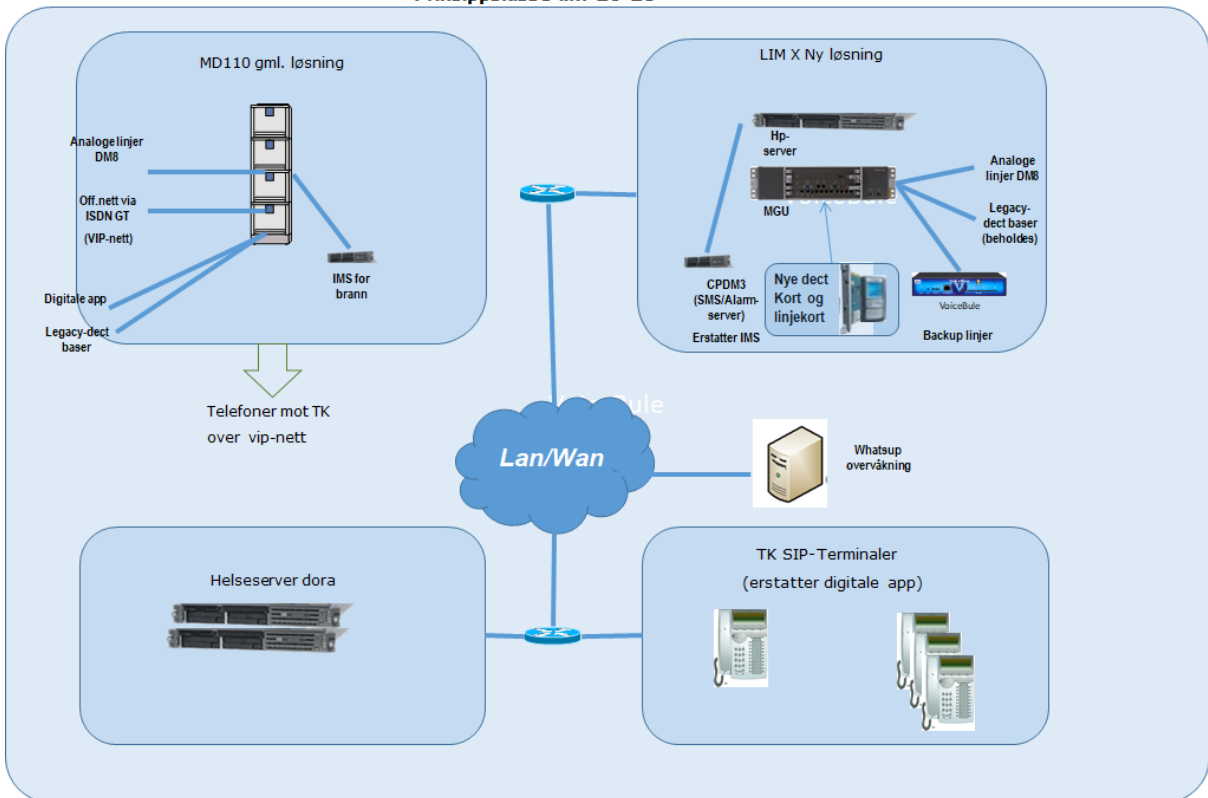 MD110 gml. løsning
Analoge linjer
DM8
Off.nett via
ISDN GT
(VIP-nett)
Digitale app
Legacy-dect
baser
IMS for
brann
Telefoner mot TK
over vip-nett
LIM X Ny løsning
Hp-
server
MGU
CPDM3
(SMS/Alarm-
server)
Erstatter IMS
Nye dect
Kort og
linjekort
Analoge
linjer DM8
Legacy-
dect baser
(beholdes)
VoiceBule
Backup linjer
Lan/Wan
Whatsup
overvåkning
Helseserver dora
TK SIP-Terminaler
(erstatter digitale app)